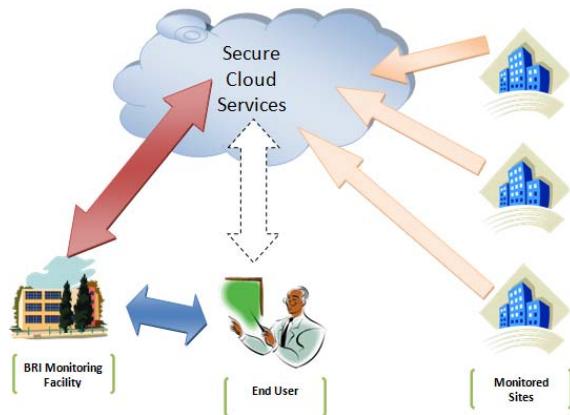 Secure
Cloud
Services
BRI Monitoring
Facility
End User
Monitored
Sites